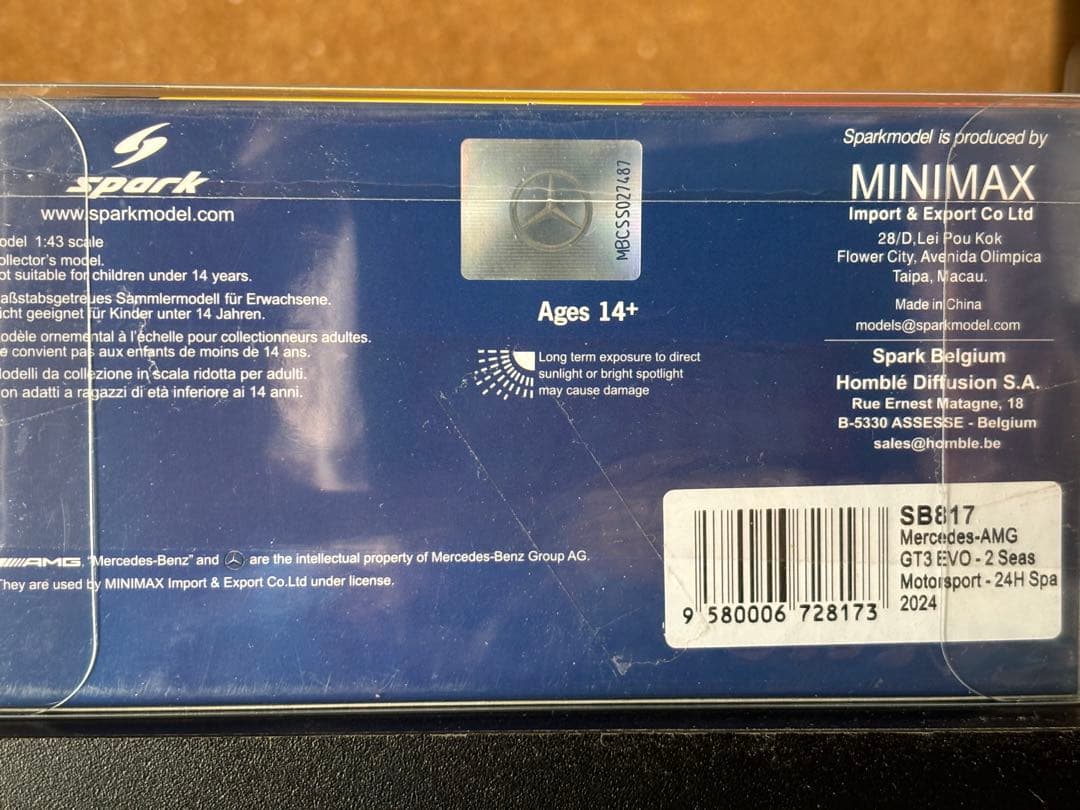 spark
www.sparkmodel.com
odel 1:43 scale
ollector's model.
ot suitable for children under 14 years.
aßstabsgetreues Sammlermodell für Erwachsene.
icht geeignet für Kinder unter 14 Jahren.
odèle ornemental à l'échelle pour collectionneurs adultes.
e convient pas aux enfants de moins de 14 ans.
odelli da collezione in scala ridotta per adulti.
on adatti a ragazzi di età inferiore ai 14 anni.
AMG. "Mercedes-Benz" and are the intellectual property of Mercedes-Benz Group AG.
They are used by MINIMAX Import & Export Co.Ltd under license.
MBCSS027487
Ages 14+
Long term exposure to direct
sunlight or bright spotlight
may cause damage
Sparkmodel is produced by
MINIMAX
Import & Export Co Ltd
28/D,Lei Pou Kok
Flower City, Avenida Olimpica
Taipa, Macau.
Made in China
models@sparkmodel.com
Spark Belgium
Homblé Diffusion S.A.
Rue Ernest Matagne, 18
B-5330 ASSESSE - Belgium
sales@homble.be
SB817
Mercedes-AMG
GT3 EVO - 2 Seas
Motorsport - 24H Spa
2024
9 580006 728173